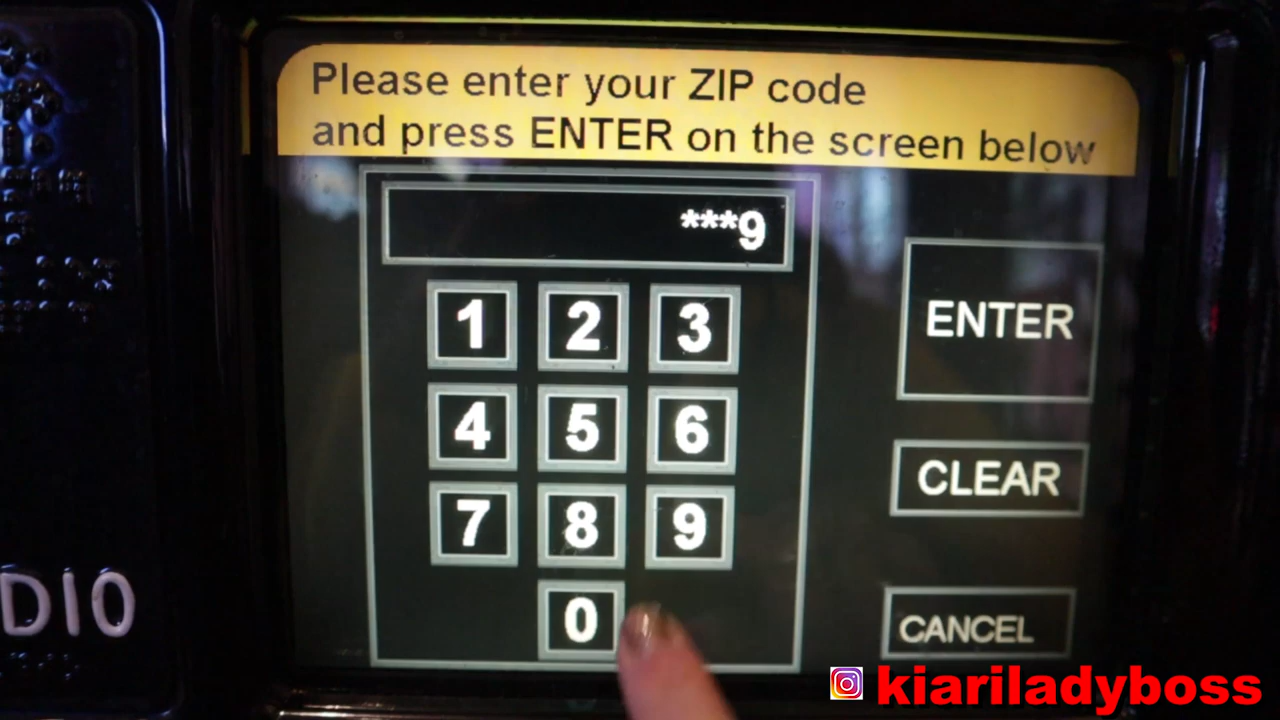 Please enter your ZIP code
and press ENTER on the screen below
***9
1 2 3
ENTER
4 5 6
CLEAR
7 8 9
0
CANCEL
DIO
kiariladyboss